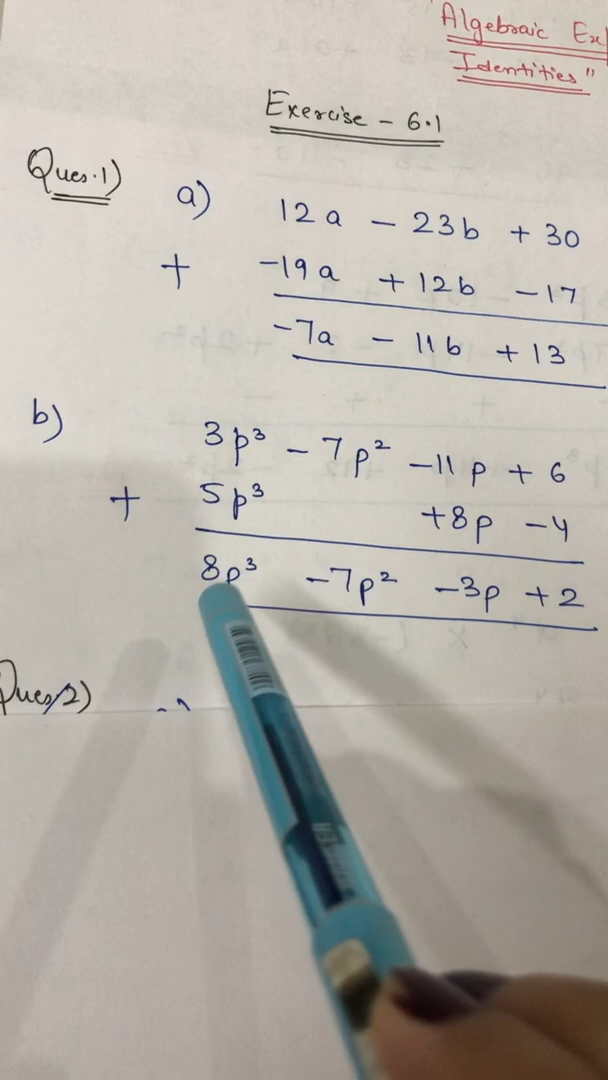 "Algebraic Ex
Identities"
Exercise - 6.1
Ques.1)
a) 12a - 23b + 30
+ -19a + 12b - 17
-7a - 11b + 13
b) 3p³ - 7p² - 11p + 6
+ 5p³ + 8p - 4
8p³ - 7p² - 3p + 2
Ques.2)